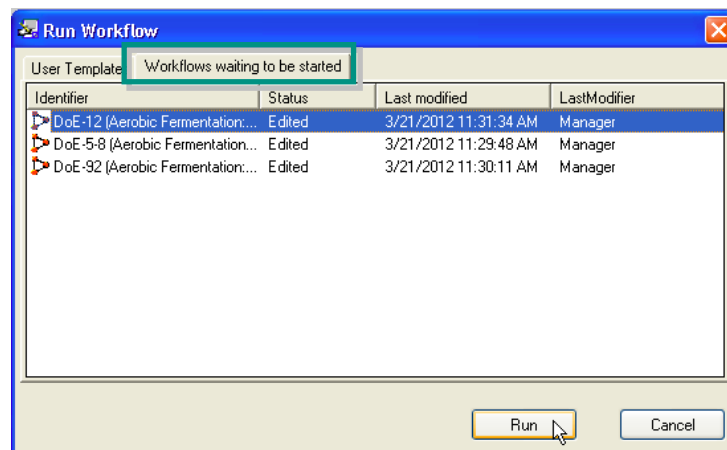 Run Workflow
User Template Workflows waiting to be started
Identifier Status Last modified LastModifier
DoE-12 (Aerobic Fermentation:... Edited 3/21/2012 11:31:34 AM Manager
DoE-5-8 (Aerobic Fermentation... Edited 3/21/2012 11:29:48 AM Manager
DoE-92 (Aerobic Fermentation:... Edited 3/21/2012 11:30:11 AM Manager
Run Cancel